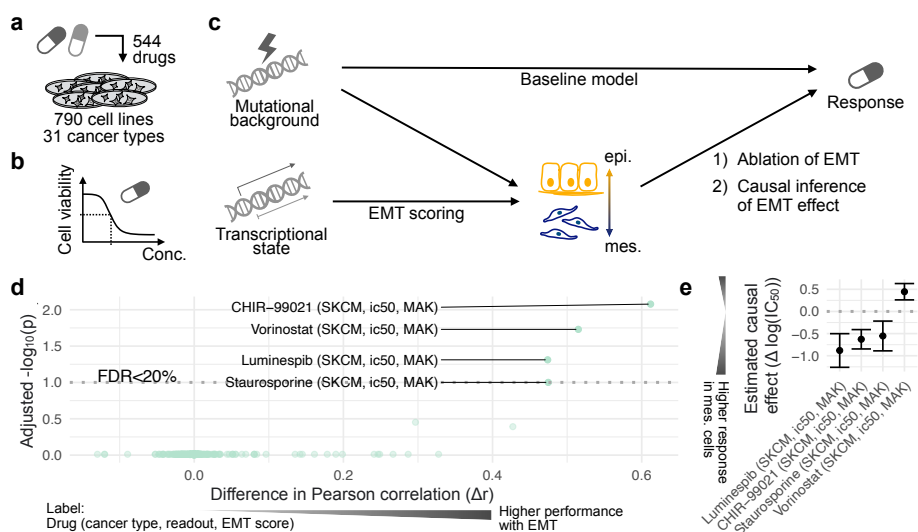 a
544
drugs
790 cell lines
31 cancer types
b
Cell viability
Conc.
c
Mutational
background
Baseline model
Response
Transcriptional
state
EMT scoring
epi.
mes.
1) Ablation of EMT
2) Causal inference
of EMT effect
d
Adjusted -log₁₀(p)
2.0
1.5
1.0
0.5
0.0
CHIR−99021 (SKCM, ic50, MAK)
Vorinostat (SKCM, ic50, MAK)
Luminespib (SKCM, ic50, MAK)
FDR<20%
Staurosporine (SKCM, ic50, MAK)
0.0
0.2
0.4
0.6
Difference in Pearson correlation (Δr)
Label:
Drug (cancer type, readout, EMT score)
Higher performance
with EMT
e
Higher response
in mes. cells
Estimated causal
effect (Δ log(IC₅₀))
0.5
0.0
−0.5
−1.0
Luminespib (SKCM, ic50, MAK)
CHIR−99021 (SKCM, ic50, MAK)
Staurosporine (SKCM, ic50, MAK)
Vorinostat (SKCM, ic50, MAK)